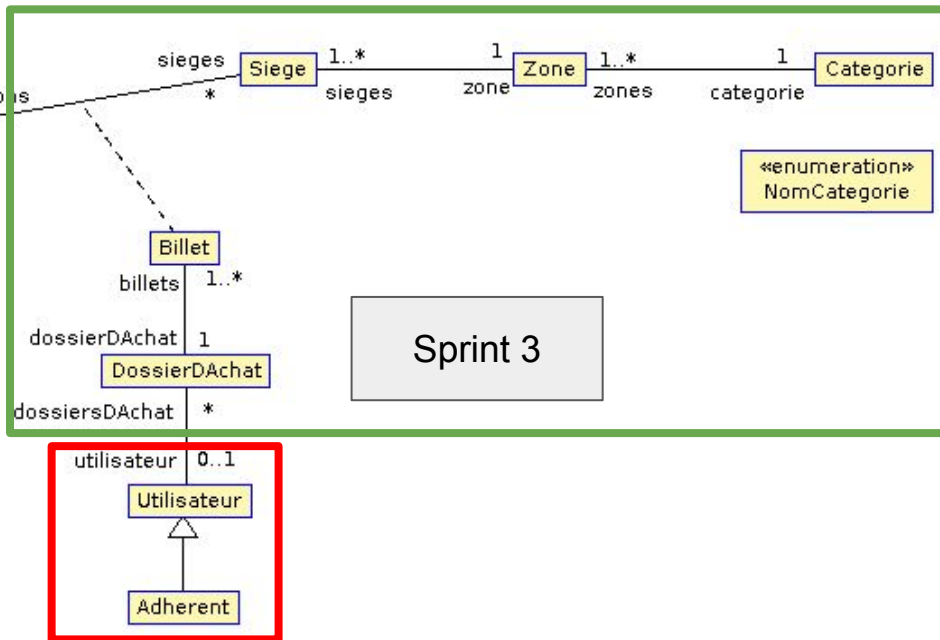 sieges
Siege
1..*
1
Zone
1..*
1
Categorie
*
sieges
zone
zones
categorie
«enumeration»
NomCategorie
Billet
billets
1..*
Sprint 3
dossierDAchat
1
DossierDAchat
dossiersDAchat
*
utilisateur
0..1
Utilisateur
Adherent